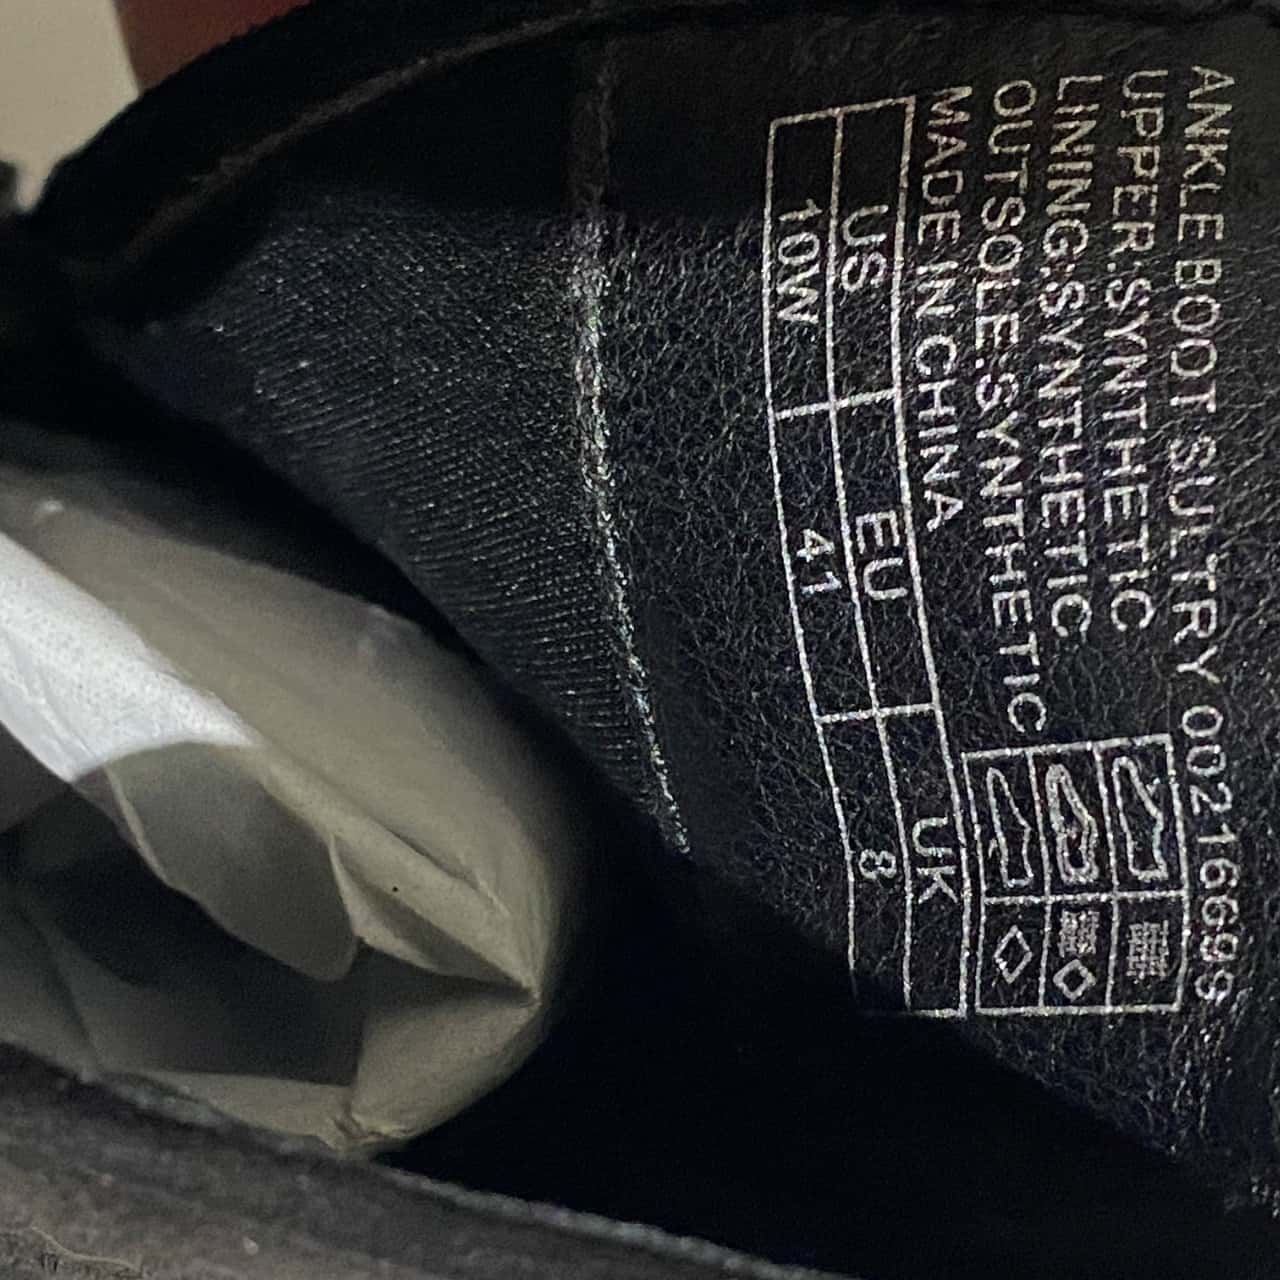 ANKLE BOOT SULTRY 00216699
UPPER:SYNTHETIC
LINING:SYNTHETIC
OUTSOLE:SYNTHETIC
MADE IN CHINA
US EU UK
10W 41 8